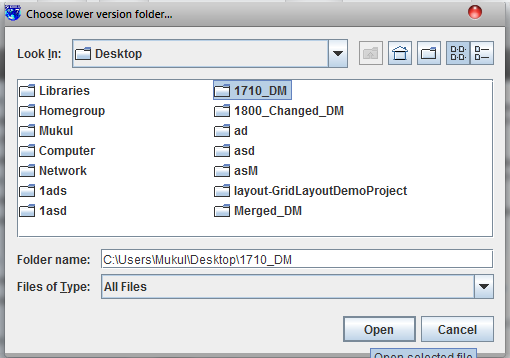 Choose lower version folder...
Look In: Desktop
Libraries
Homegroup
Mukul
Computer
Network
1ads
1asd
1710_DM
1800_Changed_DM
ad
asd
asM
layout-GridLayoutDemoProject
Merged_DM
Folder name: C:\Users\Mukul\Desktop\1710_DM
Files of Type: All Files
Open Cancel
Open selected file